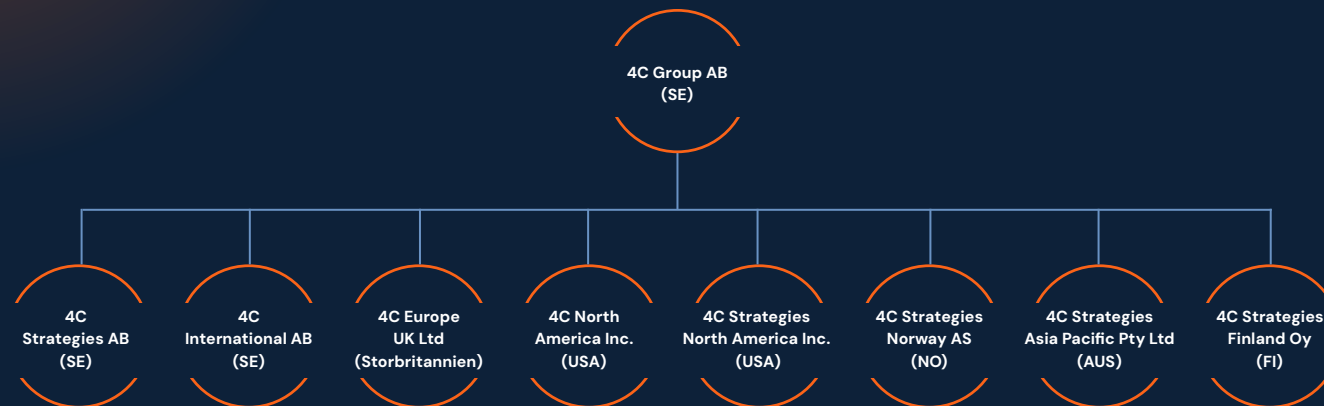 4C Group AB
(SE)
4C
Strategies AB
(SE)
4C
International AB
(SE)
4C Europe
UK Ltd
(Storbritannien)
4C North
America Inc.
(USA)
4C Strategies
North America Inc.
(USA)
4C Strategies
Norway AS
(NO)
4C Strategies
Asia Pacific Pty Ltd
(AUS)
4C Strategies
Finland Oy
(FI)